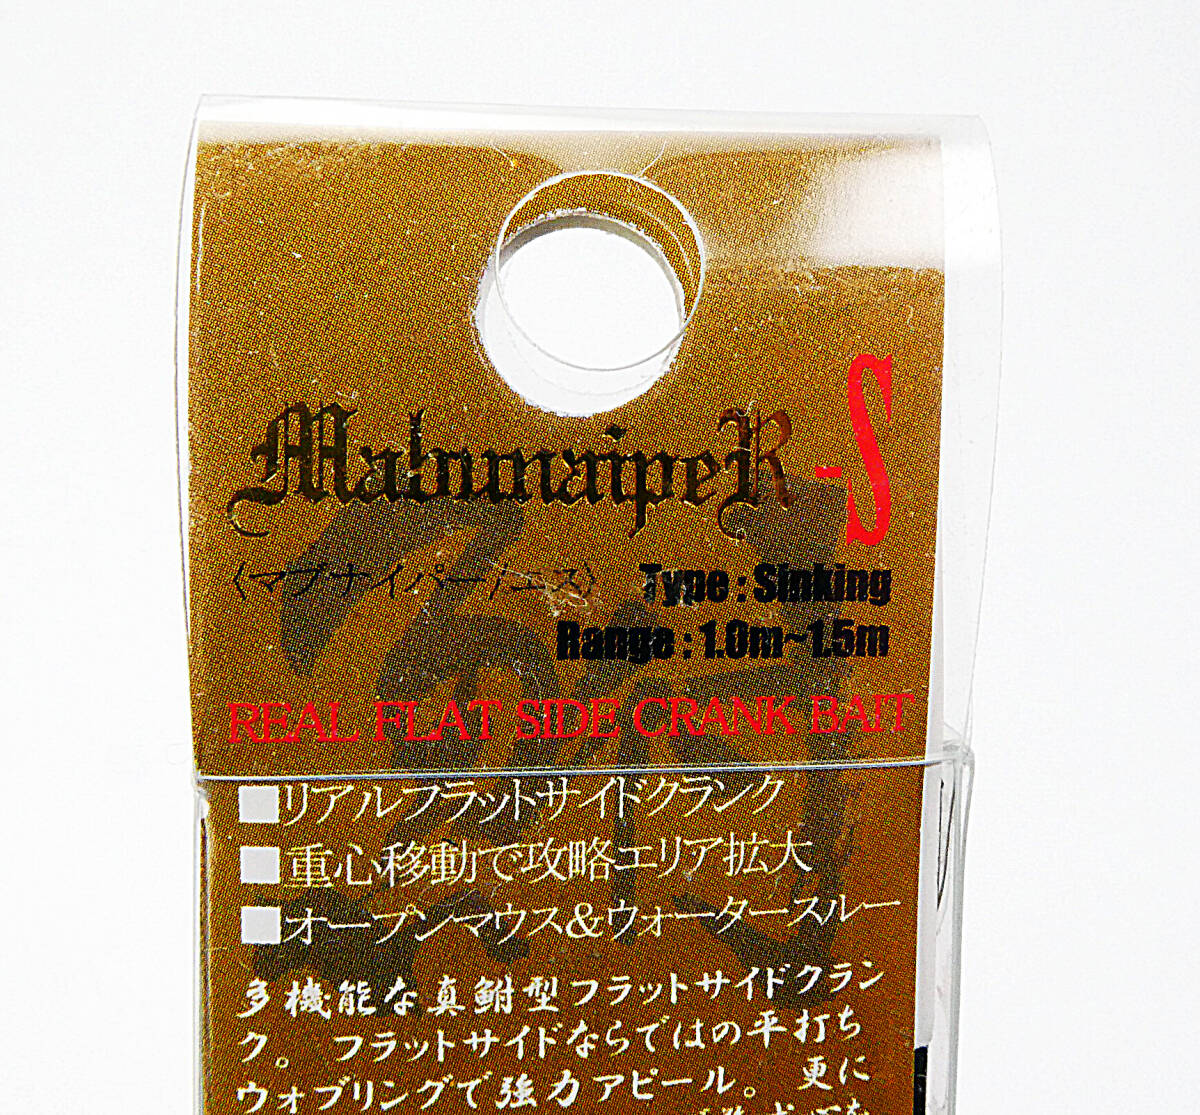 MabunaipeR-S
〈マブナイパー/エス〉 Type : Sinking
Range : 1.0m~1.5m
REAL FLAT SIDE CRANK BAIT
■リアルフラットサイドクランク
■重心移動で攻略エリア拡大
■オープンマウス&ウォータースルー
多機能な真鮒型フラットサイドクラン
ク。フラットサイドならではの平打ち
ウォブリングで強力アピール。更に